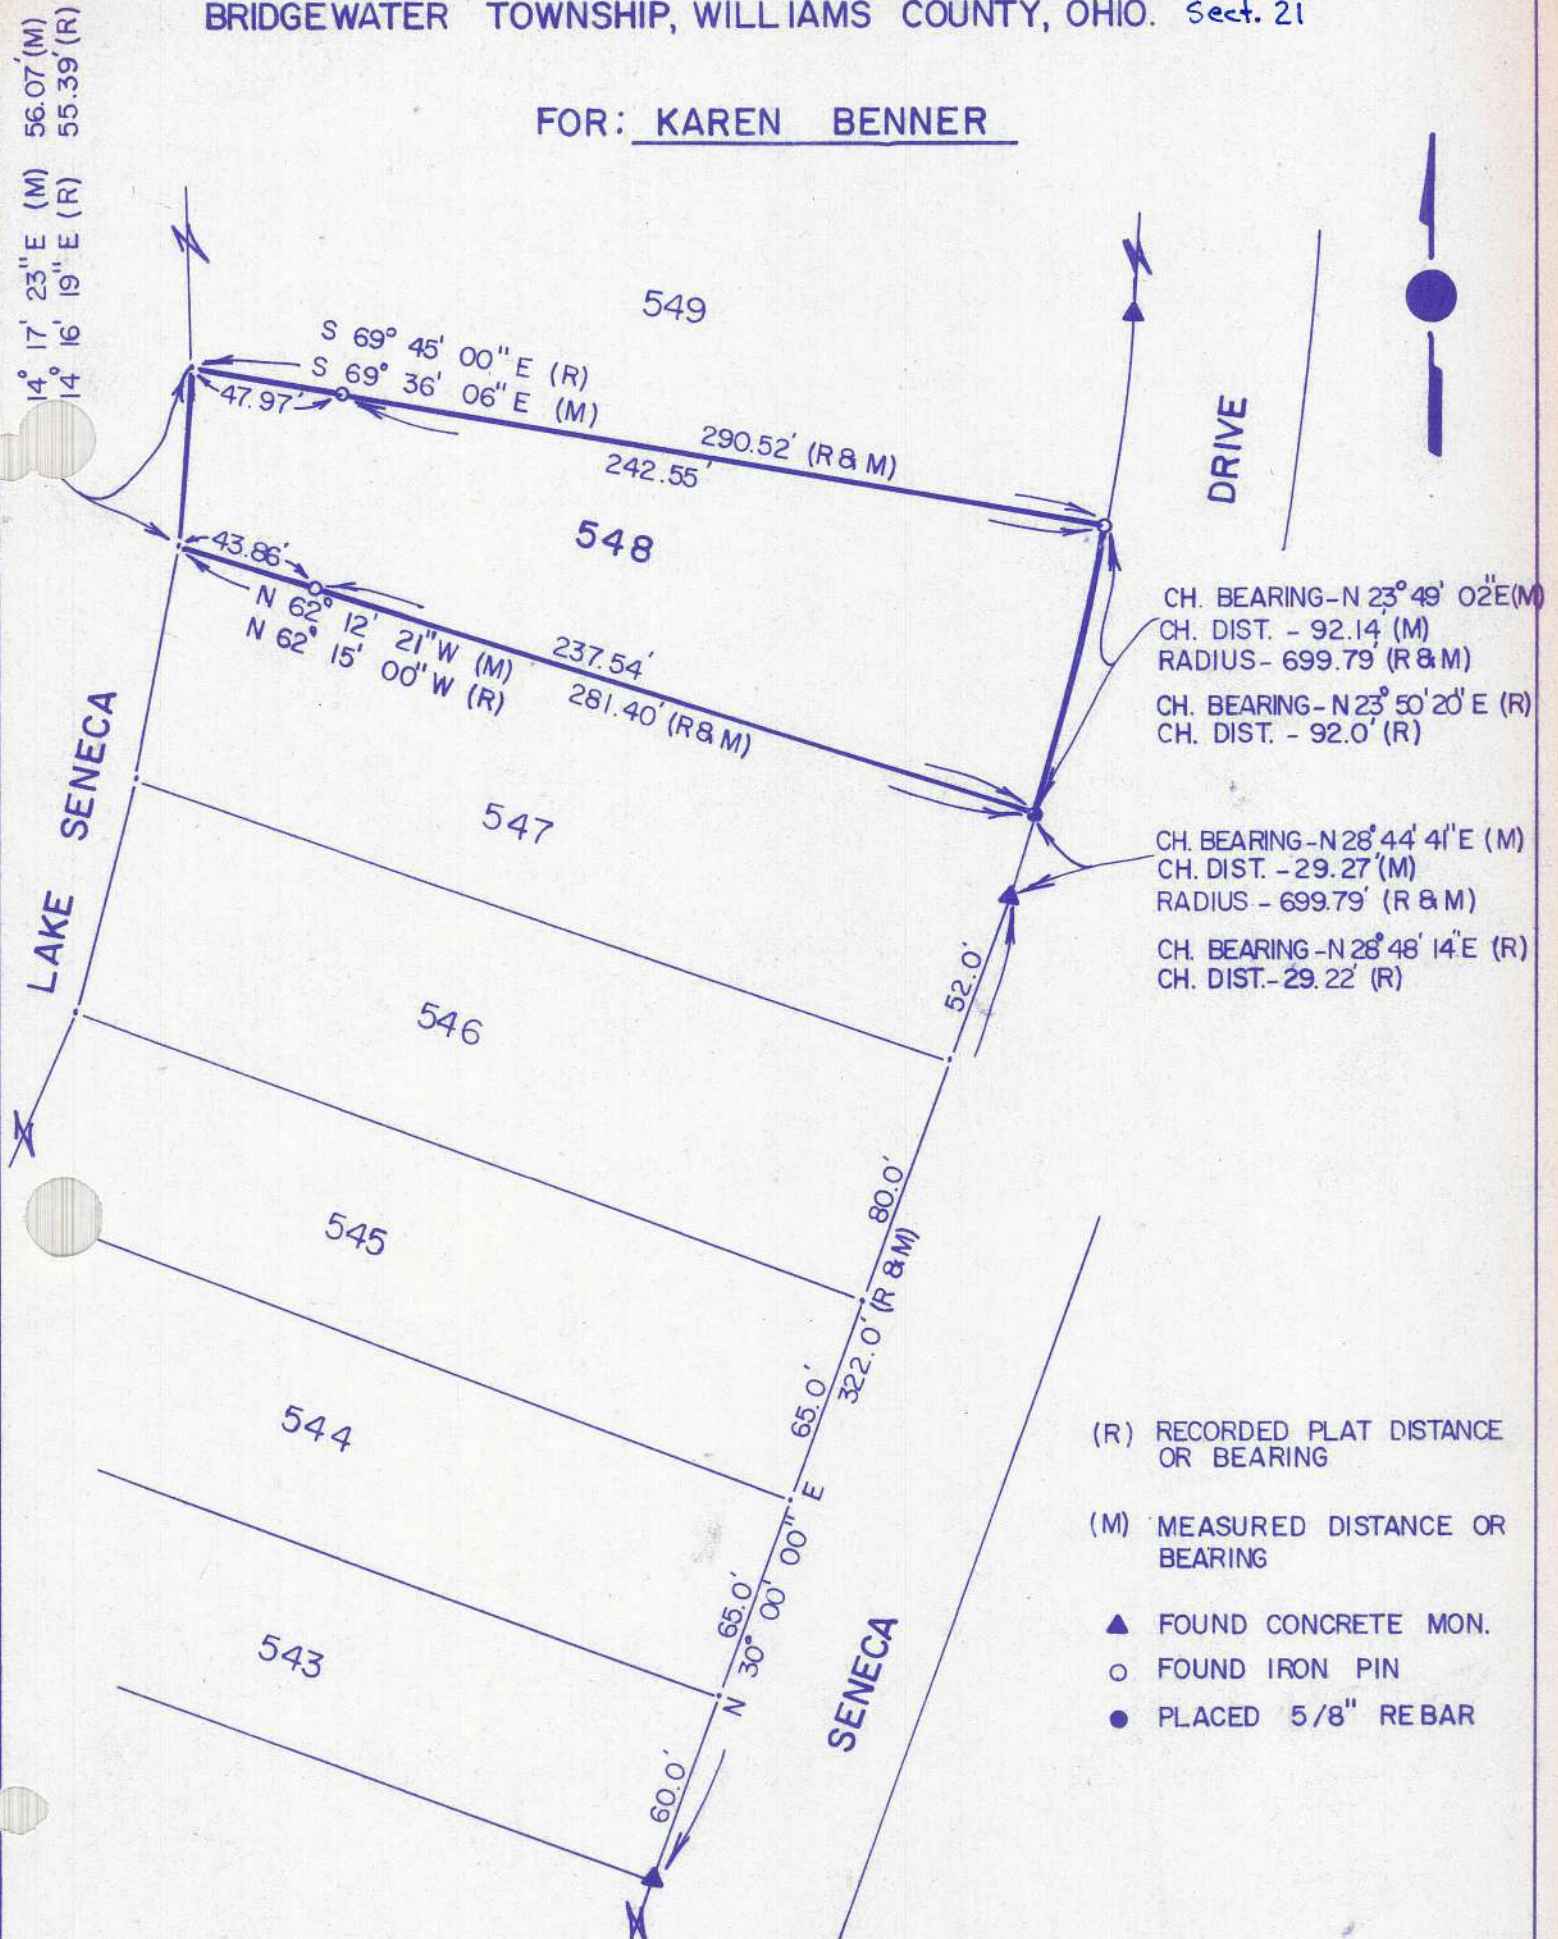 BRIDGEWATER TOWNSHIP, WILLIAMS COUNTY, OHIO. Sect. 21
FOR: KAREN BENNER
14° 17' 23" E (M) 56.07' (M)
14° 16' 19" E (R) 55.39' (R)
549
S 69° 45' 00" E (R)
S 69° 36' 06" E (M)
47.97'
290.52' (R & M)
242.55'
DRIVE
548
43.86'
N 62° 12' 21" W (M)
N 62° 15' 00" W (R)
237.54'
281.40' (R & M)
CH. BEARING-N 23° 49' 02"E(M)
CH. DIST. - 92.14' (M)
RADIUS- 699.79' (R & M)
CH. BEARING-N 23° 50' 20" E (R)
CH. DIST. - 92.0' (R)
LAKE SENECA
547
CH. BEARING-N 28° 44' 41"E (M)
CH. DIST. - 29.27' (M)
RADIUS - 699.79' (R & M)
CH. BEARING-N 28° 48' 14"E (R)
CH. DIST.- 29.22' (R)
52.0'
546
80.0'
545
322.0' (R & M)
65.0'
544
N 30° 00' 00" E
65.0'
543
60.0'
SENECA
(R) RECORDED PLAT DISTANCE
OR BEARING
(M) MEASURED DISTANCE OR
BEARING
FOUND CONCRETE MON.
FOUND IRON PIN
PLACED 5/8" REBAR